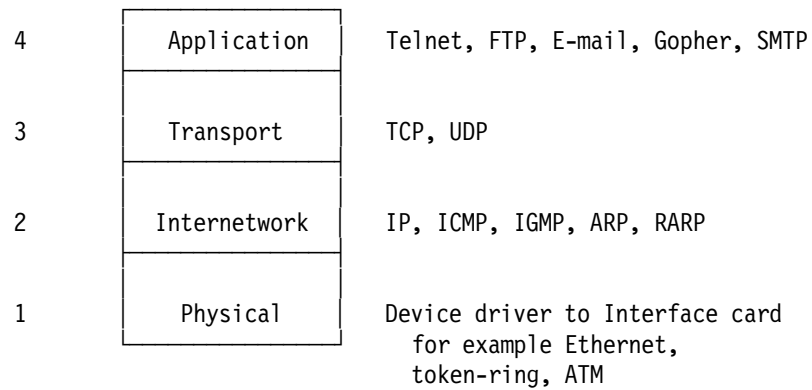 4 Application Telnet, FTP, E-mail, Gopher, SMTP
3 Transport TCP, UDP
2 Internetwork IP, ICMP, IGMP, ARP, RARP
1 Physical Device driver to Interface card
for example Ethernet,
token-ring, ATM